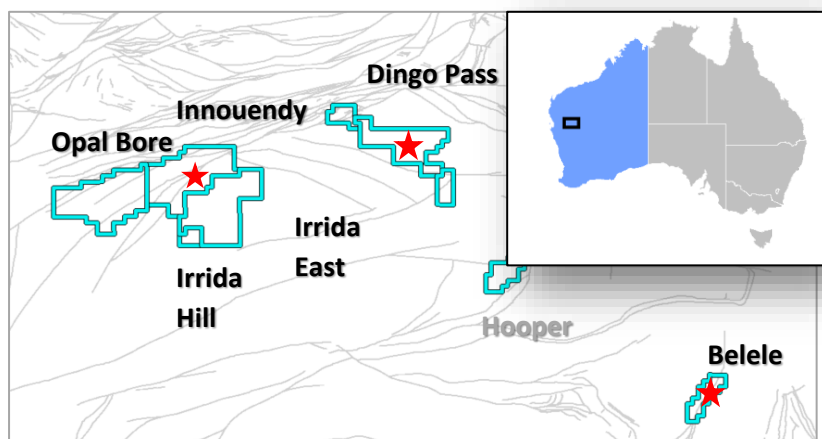 Dingo Pass
Innouendy
Opal Bore
Irrida
East
Irrida
Hill
Hooper
Belele